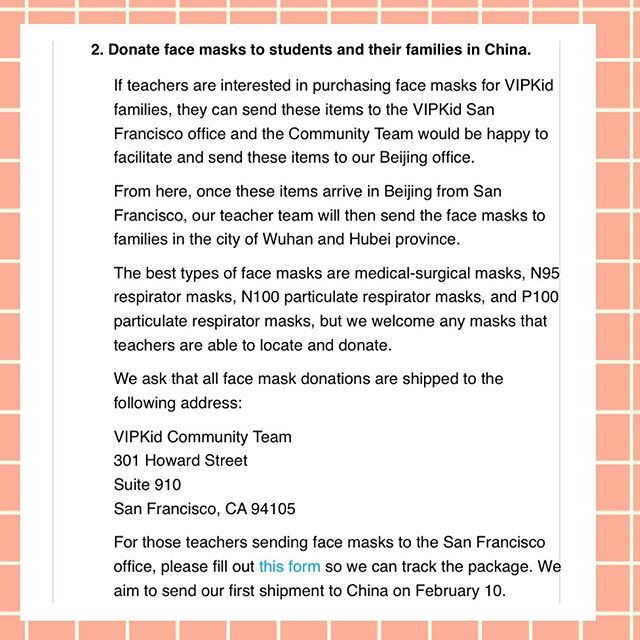 2. Donate face masks to students and their families in China.
If teachers are interested in purchasing face masks for VIPKid
families, they can send these items to the VIPKid San
Francisco office and the Community Team would be happy to
facilitate and send these items to our Beijing office.
From here, once these items arrive in Beijing from San
Francisco, our teacher team will then send the face masks to
families in the city of Wuhan and Hubei province.
The best types of face masks are medical-surgical masks, N95
respirator masks, N100 particulate respirator masks, and P100
particulate respirator masks, but we welcome any masks that
teachers are able to locate and donate.
We ask that all face mask donations are shipped to the
following address:
VIPKid Community Team
301 Howard Street
Suite 910
San Francisco, CA 94105
For those teachers sending face masks to the San Francisco
office, please fill out this form so we can track the package. We
aim to send our first shipment to China on February 10.